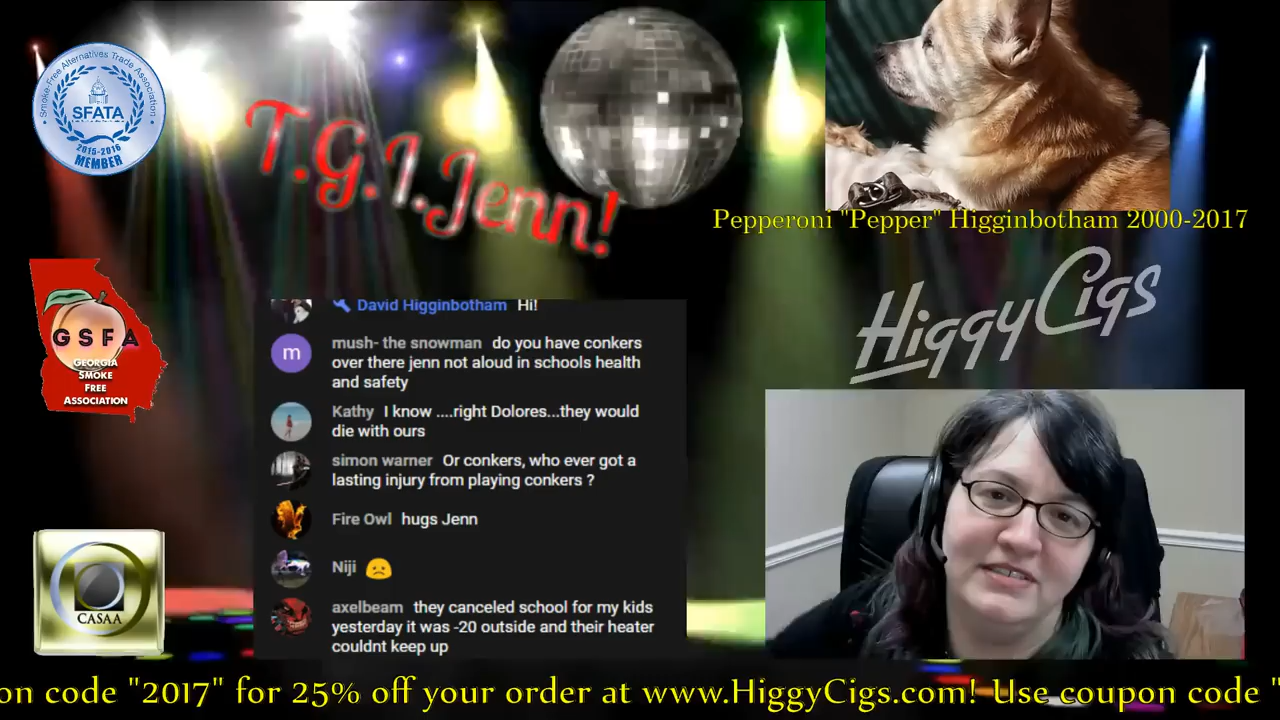 Smoke-Free Alternatives Trade Association
SFATA
2015-2016
MEMBER
T.G.I.Jenn!
Pepperoni "Pepper" Higginbotham 2000-2017
HiggyCigs
GSFA
GEORGIA
SMOKE
FREE
ASSOCIATION
David Higginbotham Hi!
m
mush- the snowman do you have conkers
over there jenn not aloud in schools health
and safety
Kathy I know ....right Dolores...they would
die with ours
simon warner Or conkers, who ever got a
lasting injury from playing conkers ?
Fire Owl hugs Jenn
Niji ☹️
axelbeam they canceled school for my kids
yesterday it was -20 outside and their heater
couldnt keep up
CASAA
on code "2017" for 25% off your order at www.HiggyCigs.com! Use coupon code "